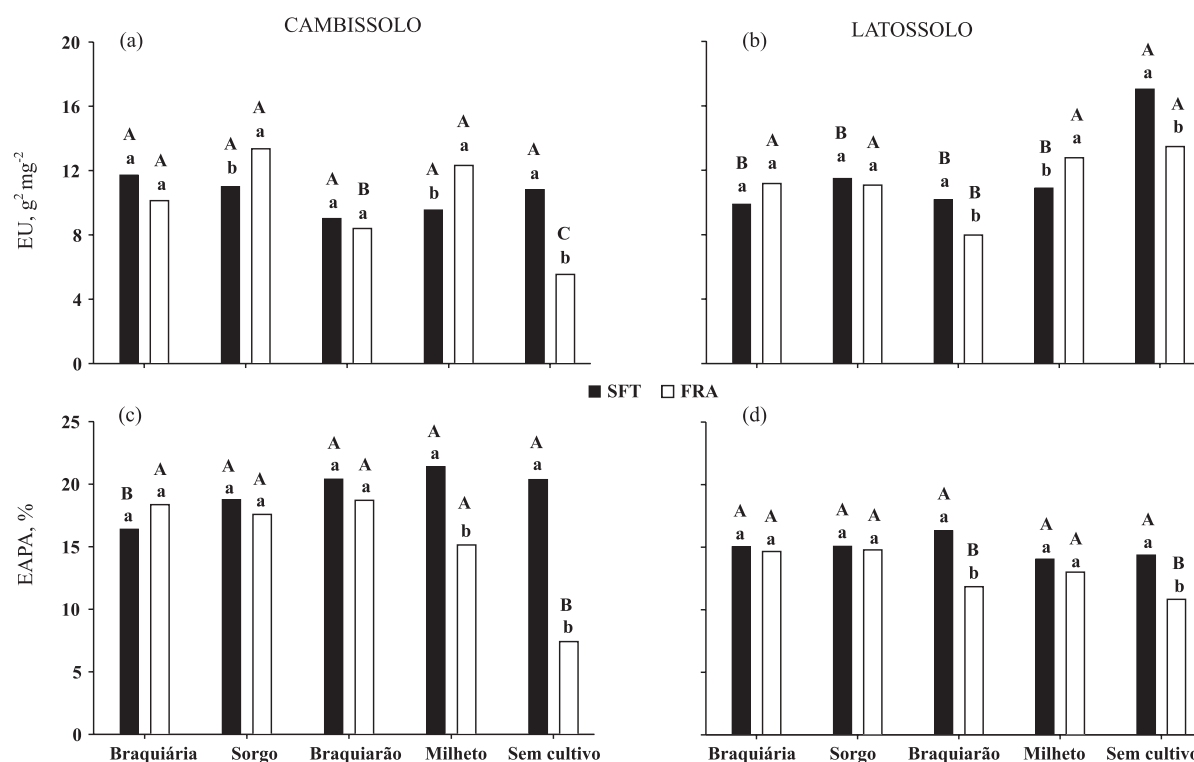 CAMBISSOLO
LATOSSOLO
(a)
EU, g² mg⁻²
20
16
12
8
4
0
A A A A A B A A A C
a a b a a a b a a b
(b)
B A B A B B B A A A
a a a a a b b a a b
SFT FRA
(c)
EAPA, %
25
20
15
10
5
0
B A A A A A A A A B
a a a a a a a b a b
Braquiária Sorgo Braquiarão Milheto Sem cultivo
(d)
A A A A A B A A A B
a a a a a b a a a b
Braquiária Sorgo Braquiarão Milheto Sem cultivo